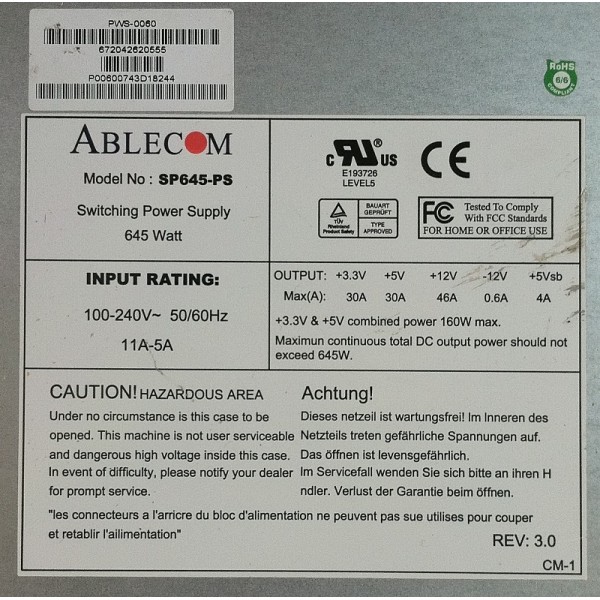 PWS-0060
672042620555
P00600743D18244
RoHS
6/6
COMPLIANT
ABLECOM
Model No : SP645-PS
Switching Power Supply
645 Watt
c RU us
®
E193726
LEVEL5
CE
TÜV
Rheinland
Product Safety
BAUART
GEPRÜFT
TYPE
APPROVED
FC Tested To Comply
With FCC Standards
FOR HOME OR OFFICE USE
INPUT RATING:
100-240V~ 50/60Hz
11A-5A
OUTPUT: +3.3V +5V +12V -12V +5Vsb
Max(A): 30A 30A 46A 0.6A 4A
+3.3V & +5V combined power 160W max.
Maximun continuous total DC output power should not
exceed 645W.
CAUTION! HAZARDOUS AREA
Under no circumstance is this case to be
opened. This machine is not user serviceable
and dangerous high voltage inside this case.
In event of difficulty, please notify your dealer
for prompt service.
Achtung!
Dieses netzeil ist wartungsfrei! Im Inneren des
Netzteils treten gefährliche Spannungen auf.
Das öffnen ist levensgefährlich.
Im Servicefall wenden Sie sich bitte an ihren H
ndler. Verlust der Garantie beim öffnen.
"les connecteurs a l'arricre du bloc d'alimentation ne peuvent pas sue utilises pour couper
et retablir l'ailimentation"
REV: 3.0
CM-1